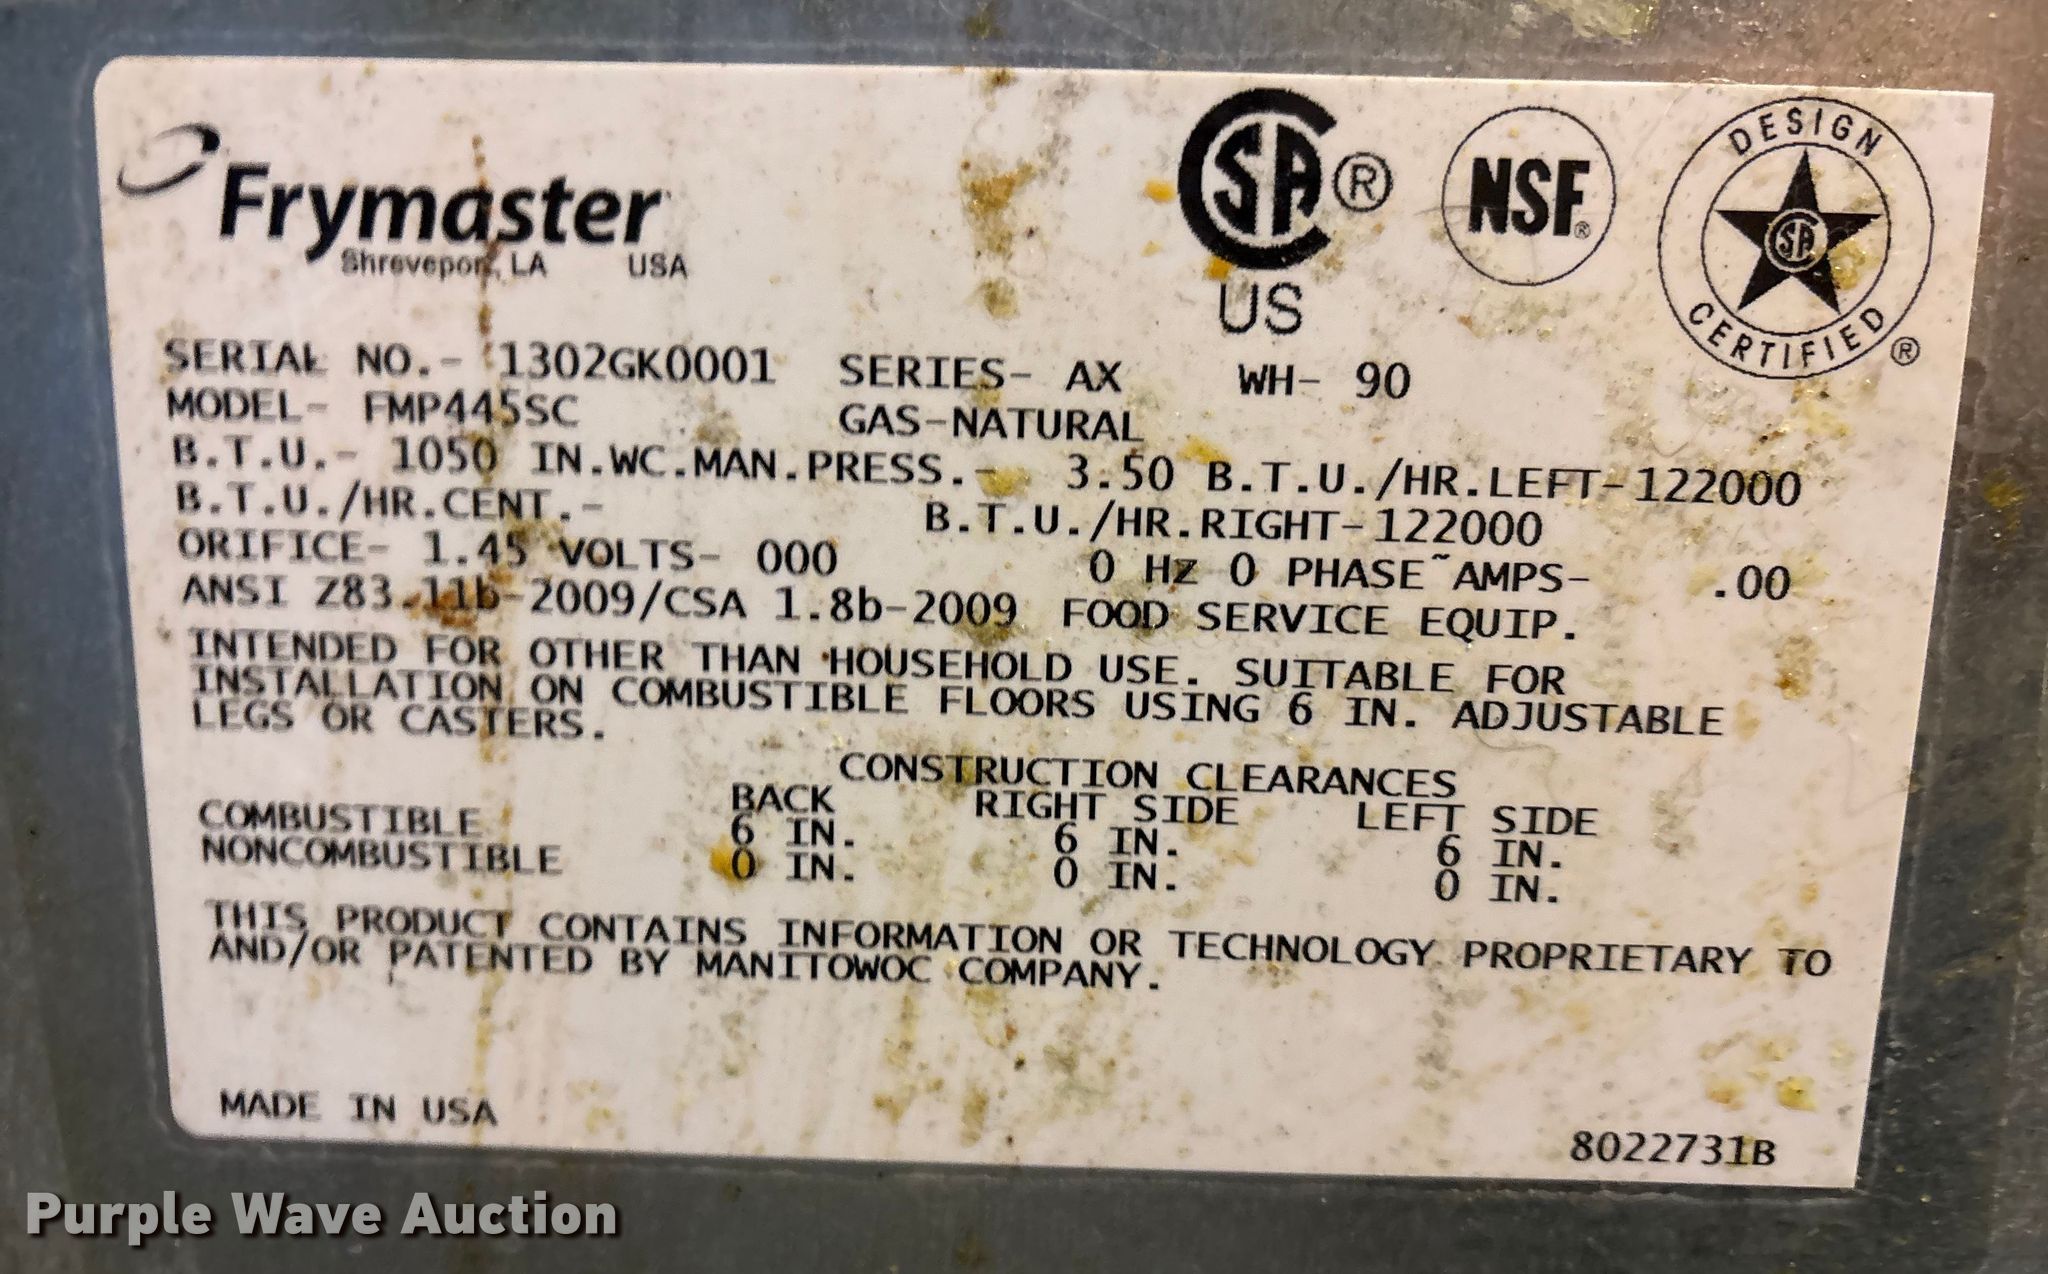 Frymaster
Shreveport, LA USA
CSA®
US
NSF®
DESIGN
CSA
CERTIFIED®
SERIAL NO.- 1302GK0001 SERIES- AX WH- 90
MODEL- FMP445SC GAS-NATURAL
B.T.U.- 1050 IN.WC.MAN.PRESS.- 3.50 B.T.U./HR.LEFT-122000
B.T.U./HR.CENT.- B.T.U./HR.RIGHT-122000
ORIFICE- 1.45 VOLTS- 000 0 Hz 0 PHASE~AMPS- .00
ANSI Z83.11b-2009/CSA 1.8b-2009 FOOD SERVICE EQUIP.
INTENDED FOR OTHER THAN HOUSEHOLD USE. SUITABLE FOR
INSTALLATION ON COMBUSTIBLE FLOORS USING 6 IN. ADJUSTABLE
LEGS OR CASTERS.
CONSTRUCTION CLEARANCES
BACK RIGHT SIDE LEFT SIDE
COMBUSTIBLE 6 IN. 6 IN. 6 IN.
NONCOMBUSTIBLE 0 IN. 0 IN. 0 IN.
THIS PRODUCT CONTAINS INFORMATION OR TECHNOLOGY PROPRIETARY TO
AND/OR PATENTED BY MANITOWOC COMPANY.
MADE IN USA
8022731B
Purple Wave Auction